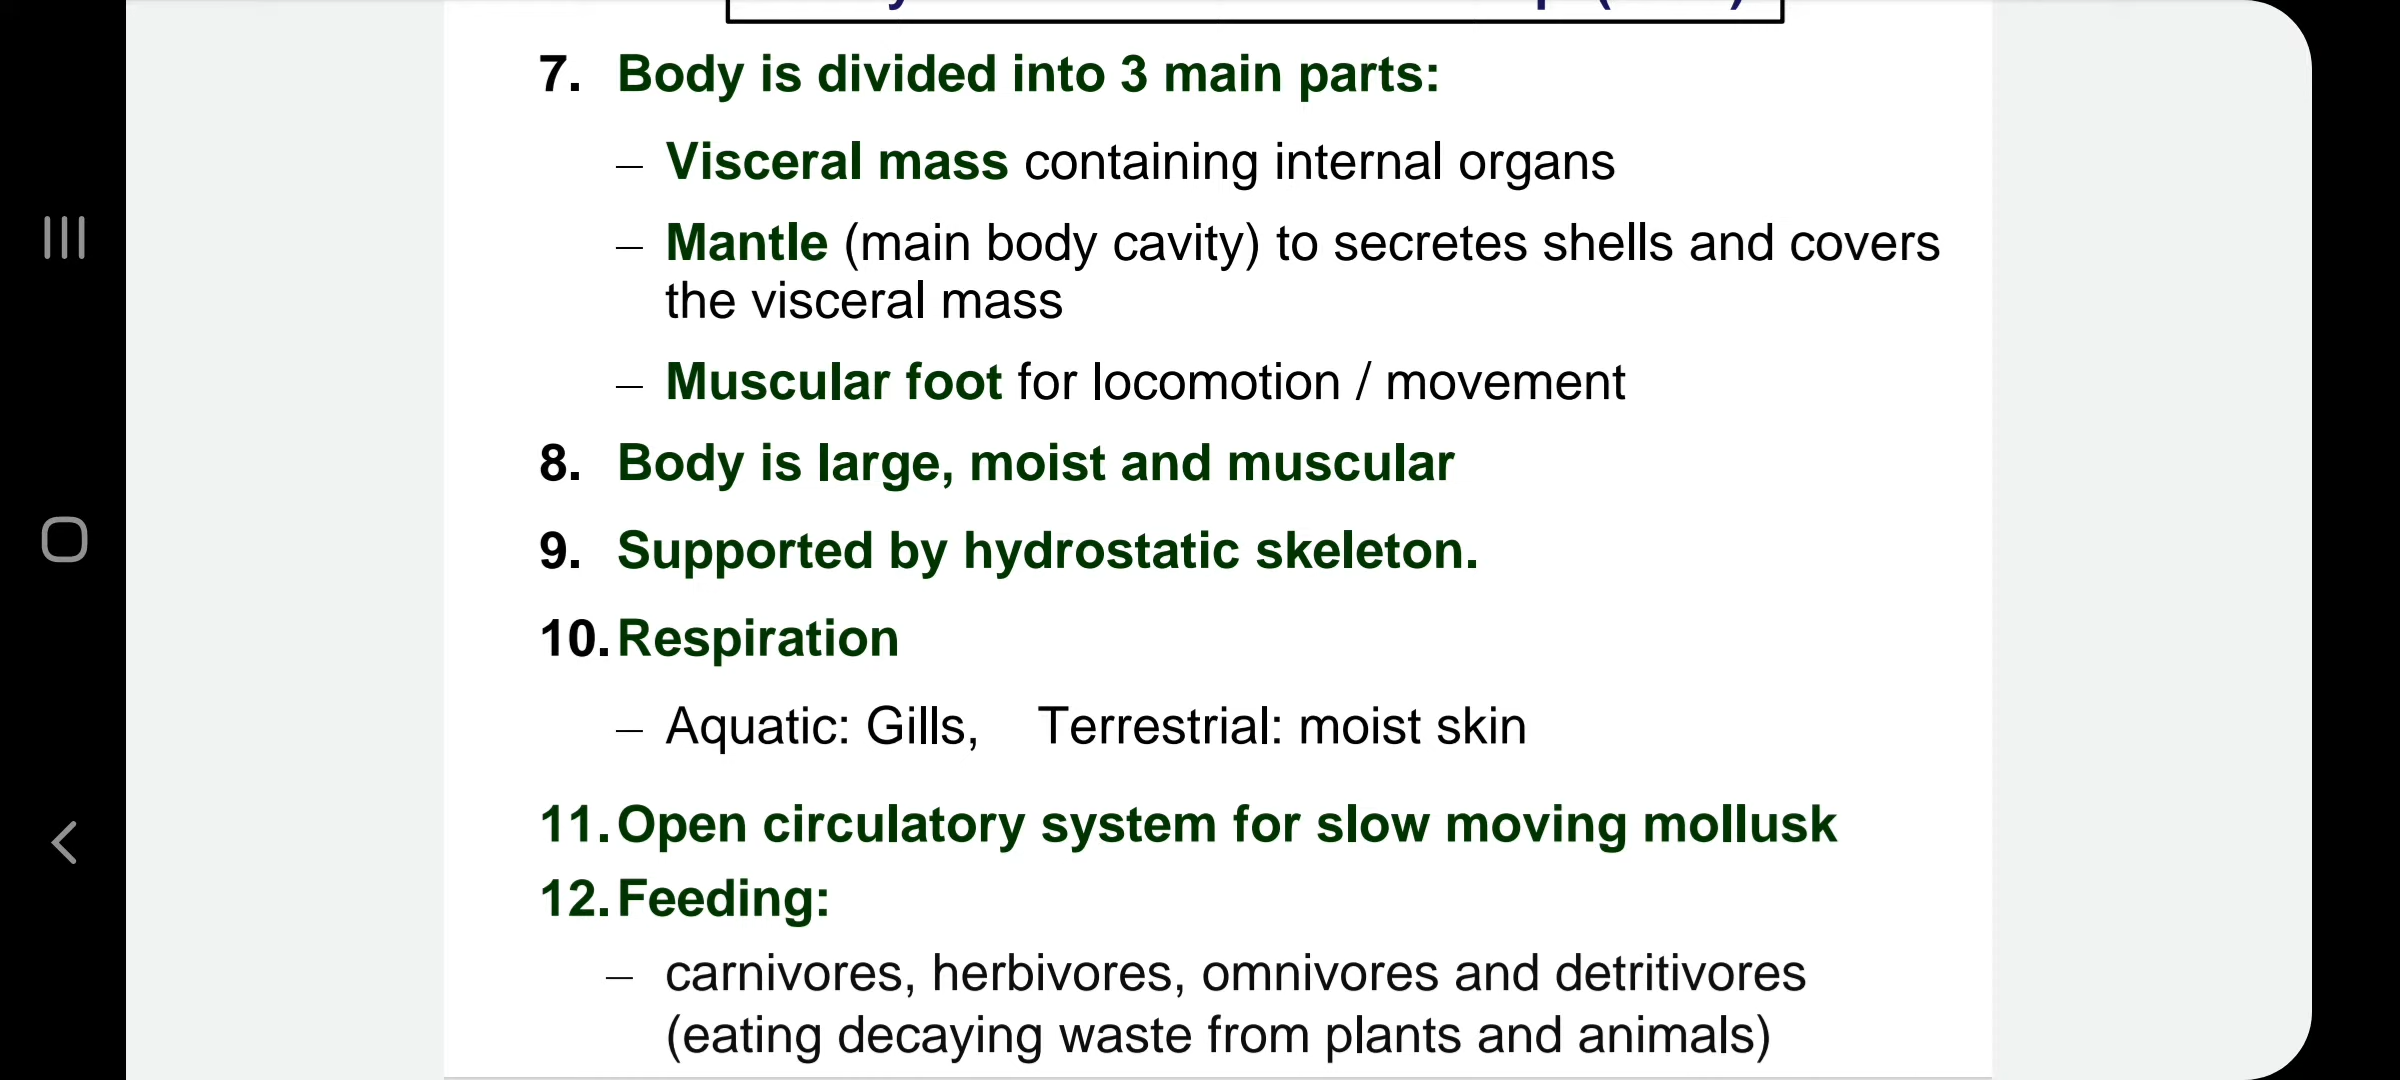 7. Body is divided into 3 main parts:
– Visceral mass containing internal organs
– Mantle (main body cavity) to secretes shells and covers
the visceral mass
– Muscular foot for locomotion / movement
8. Body is large, moist and muscular
9. Supported by hydrostatic skeleton.
10. Respiration
– Aquatic: Gills, Terrestrial: moist skin
11. Open circulatory system for slow moving mollusk
12. Feeding:
– carnivores, herbivores, omnivores and detritivores
(eating decaying waste from plants and animals)